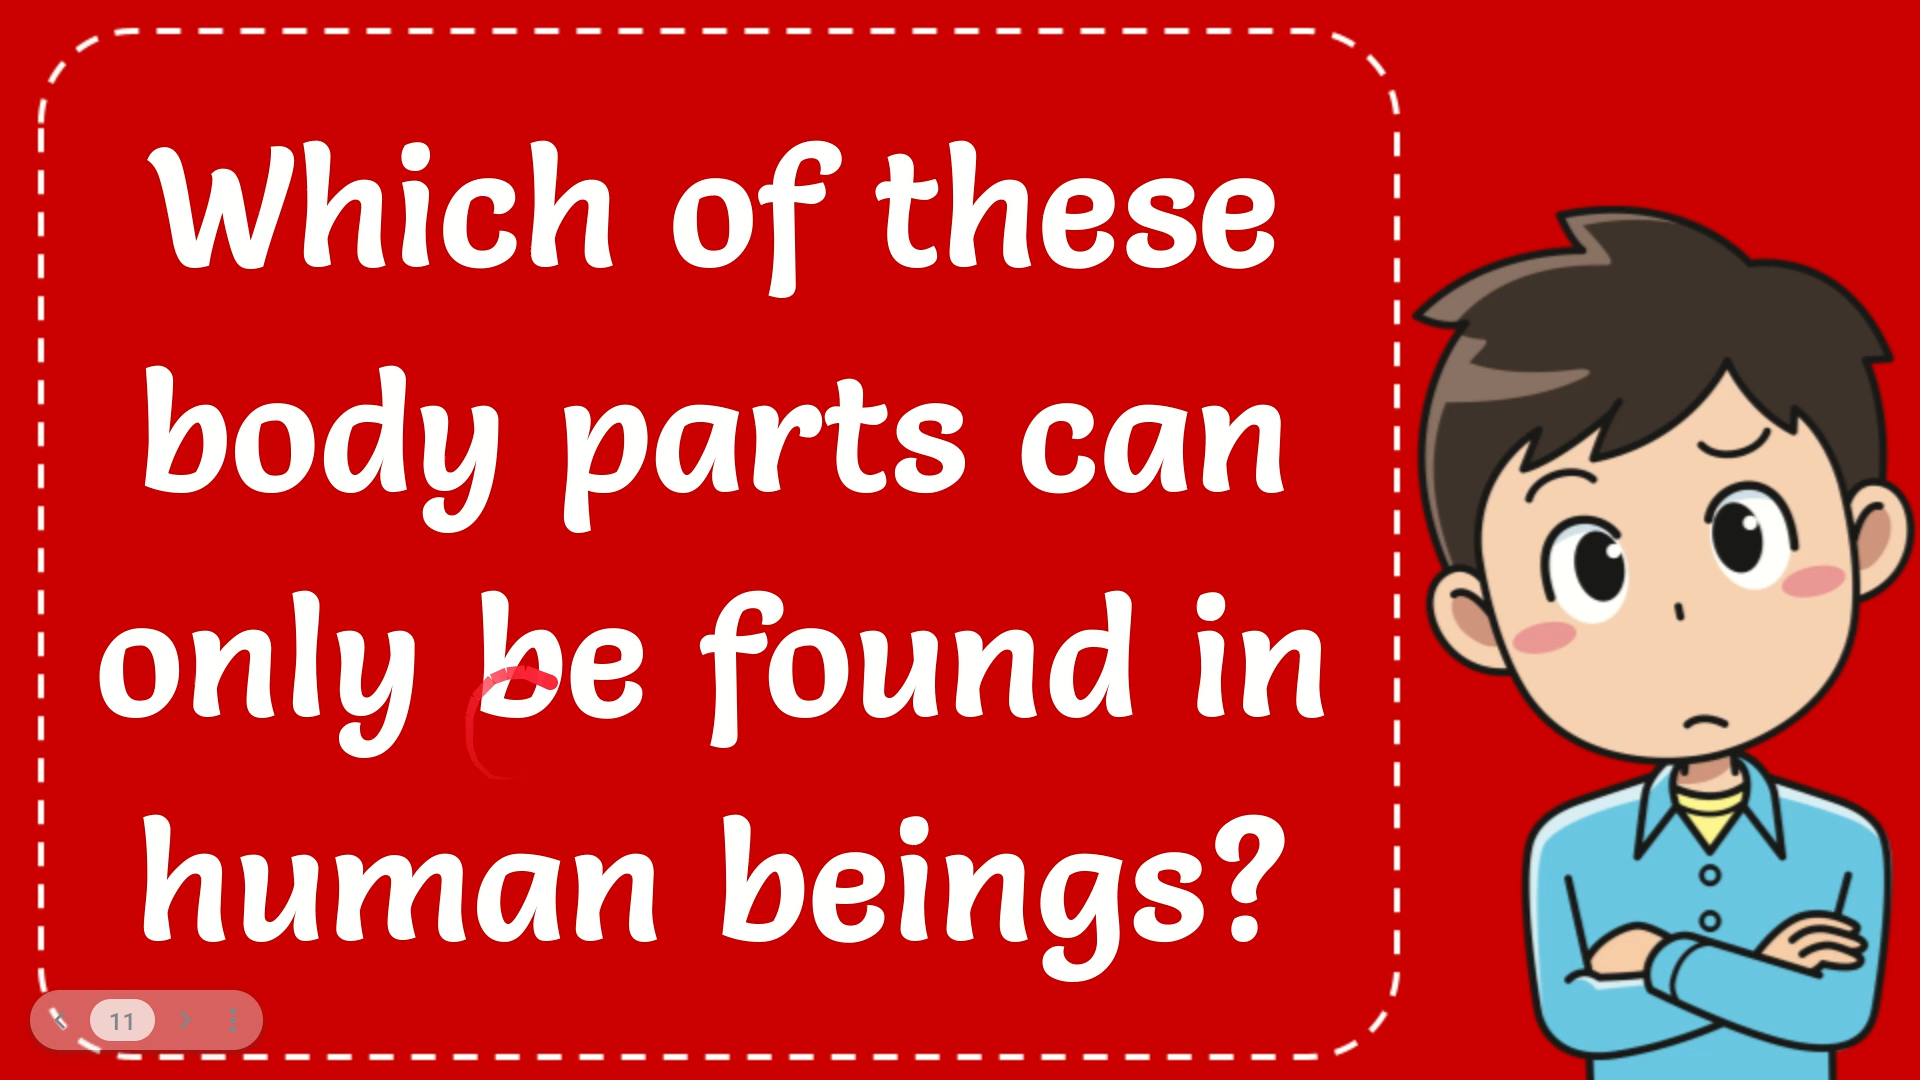 Which of these
body parts can
only be found in
human beings?
11